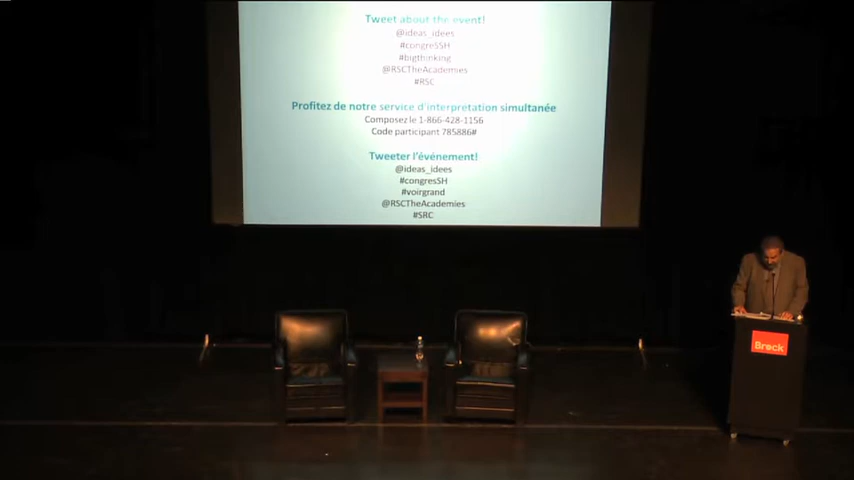 Tweet about the event!
@ideas_idees
#congreSSH
#bigthinking
@RSCTheAcademies
#RSC
Profitez de notre service d'interpretation simultanée
Composez le 1-866-428-1156
Code participant 785886#
Tweeter l'événement!
@ideas_idees
#congresSH
#voirgrand
@RSCTheAcademies
#SRC
Brock